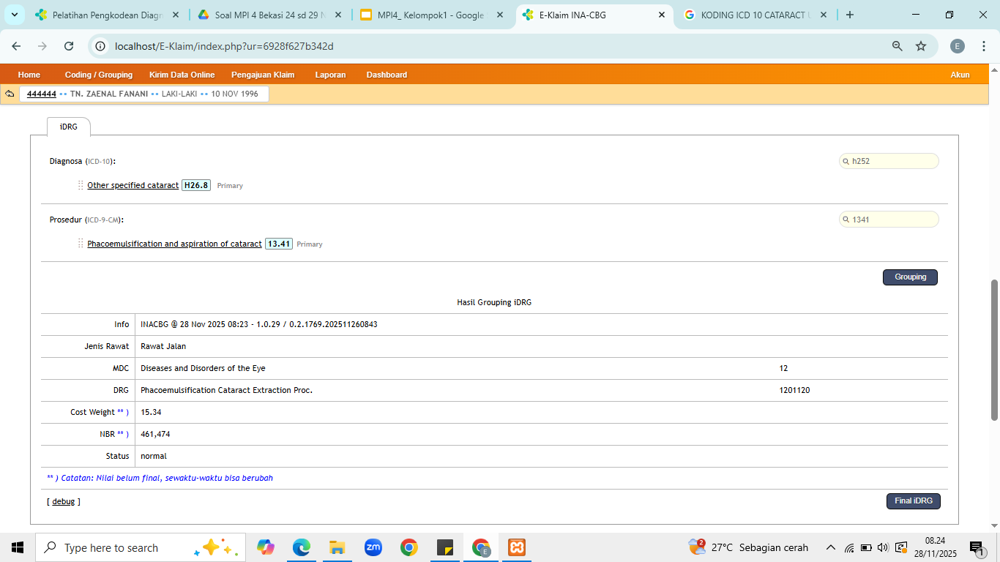 Pelatihan Pengkodean Diagn
Soal MPI 4 Bekasi 24 sd 29 N
MPI4_ Kelompok1 - Google
E-Klaim INA-CBG
KODING ICD 10 CATARACT
localhost/E-Klaim/index.php?ur=6928f627b342d
E
Home Coding / Grouping Kirim Data Online Pengajuan Klaim Laporan Dashboard Akun
444444 •• TN. ZAENAL FANANI •• LAKI-LAKI •• 10 NOV 1996
iDRG
Diagnosa (ICD-10): h252
Other specified cataract H26.8 Primary
Prosedur (ICD-9-CM): 1341
Phacoemulsification and aspiration of cataract 13.41 Primary
Grouping
Hasil Grouping iDRG
Info INACBG @ 28 Nov 2025 08:23 - 1.0.29 / 0.2.1769.202511260843
Jenis Rawat Rawat Jalan
MDC Diseases and Disorders of the Eye 12
DRG Phacoemulsification Cataract Extraction Proc. 1201120
Cost Weight ** ) 15.34
NBR ** ) 461,474
Status normal
** ) Catatan: Nilai belum final, sewaktu-waktu bisa berubah
[ debug ] Final iDRG
Type here to search
zm
E
2
27°C Sebagian cerah
08.24
28/11/2025
1